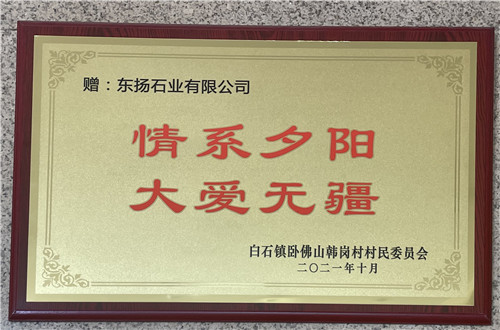 赠：东扬石业有限公司
情系夕阳
大爱无疆
白石镇卧佛山韩岗村村民委员会
二〇二一年十月